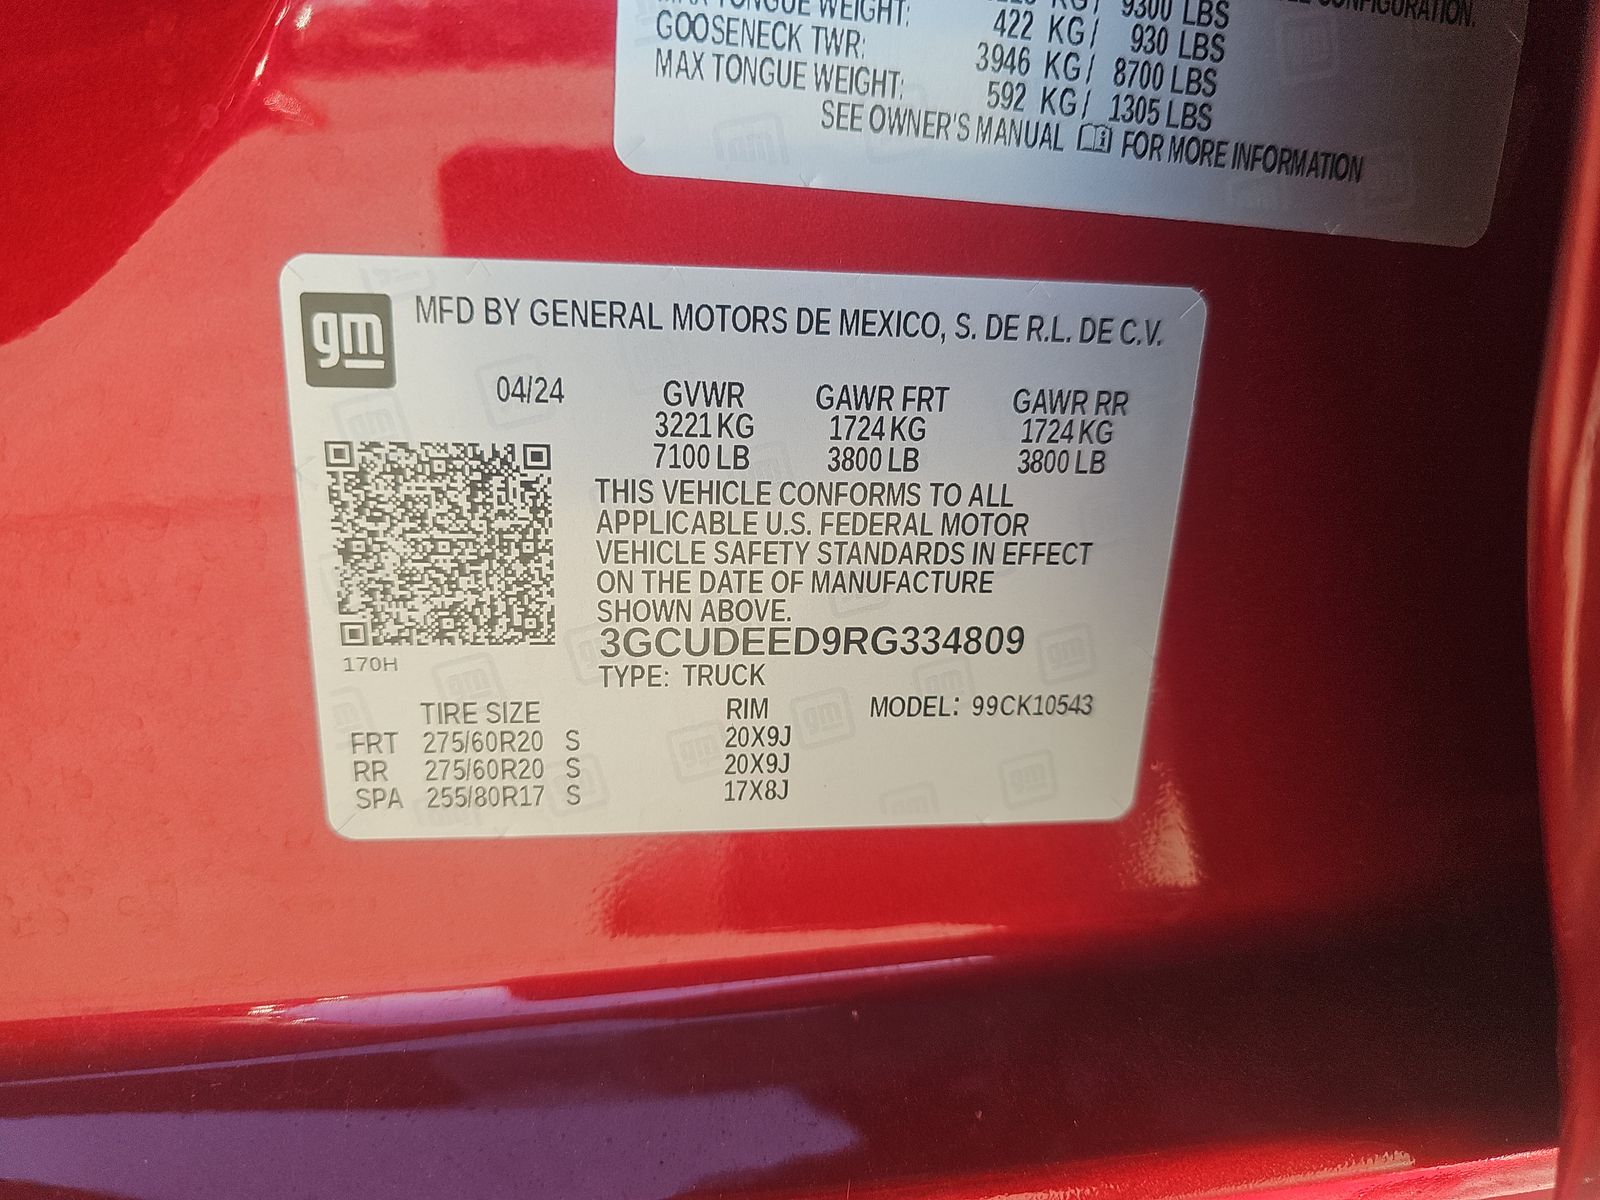 MAX TONGUE WEIGHT: 9300 LBS CONFIGURATION.
422 KG/ 930 LBS
GOOSENECK TWR: 3946 KG/ 8700 LBS
MAX TONGUE WEIGHT: 592 KG/ 1305 LBS
SEE OWNER'S MANUAL FOR MORE INFORMATION
gm
MFD BY GENERAL MOTORS DE MEXICO, S. DE R.L. DE C.V.
04/24 GVWR GAWR FRT GAWR RR
3221 KG 1724 KG 1724 KG
7100 LB 3800 LB 3800 LB
THIS VEHICLE CONFORMS TO ALL
APPLICABLE U.S. FEDERAL MOTOR
VEHICLE SAFETY STANDARDS IN EFFECT
ON THE DATE OF MANUFACTURE
SHOWN ABOVE.
3GCUDEED9RG334809
170H
TYPE: TRUCK
TIRE SIZE RIM MODEL: 99CK10543
FRT 275/60R20 S 20X9J
RR 275/60R20 S 20X9J
SPA 255/80R17 S 17X8J